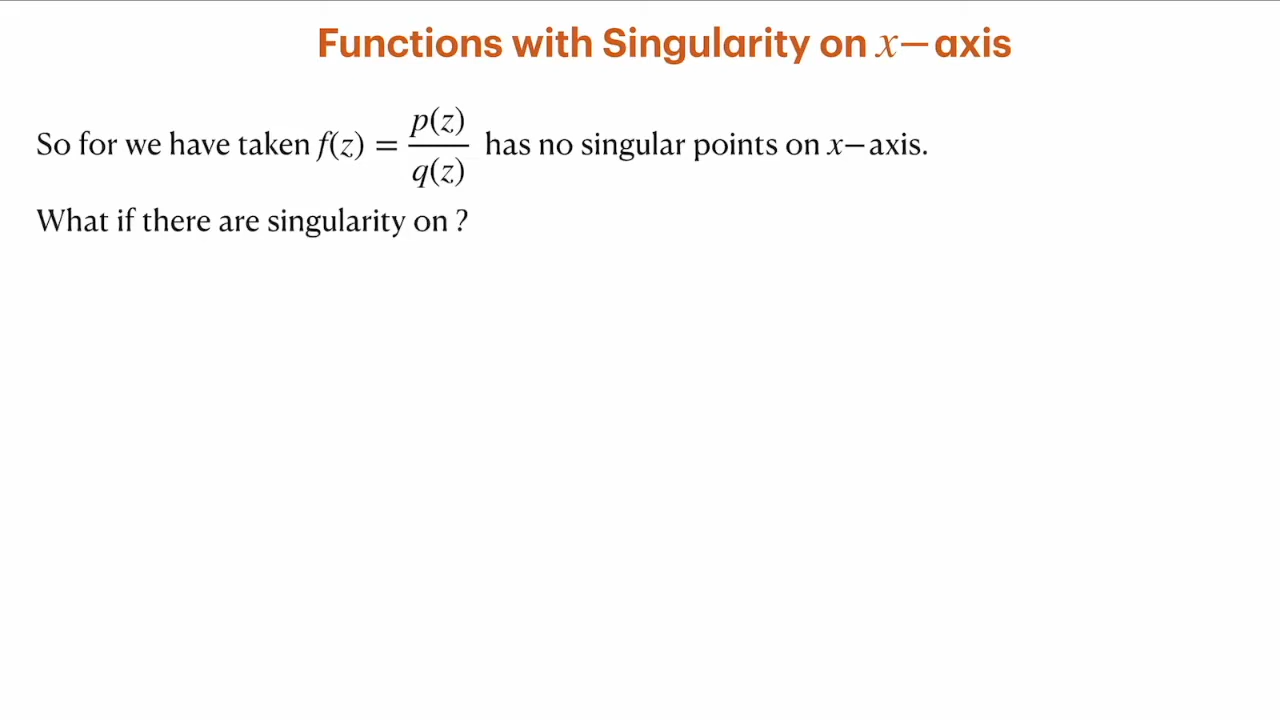 Functions with Singularity on x−axis
So for we have taken f(z) = p(z)/q(z) has no singular points on x−axis.
What if there are singularity on ?